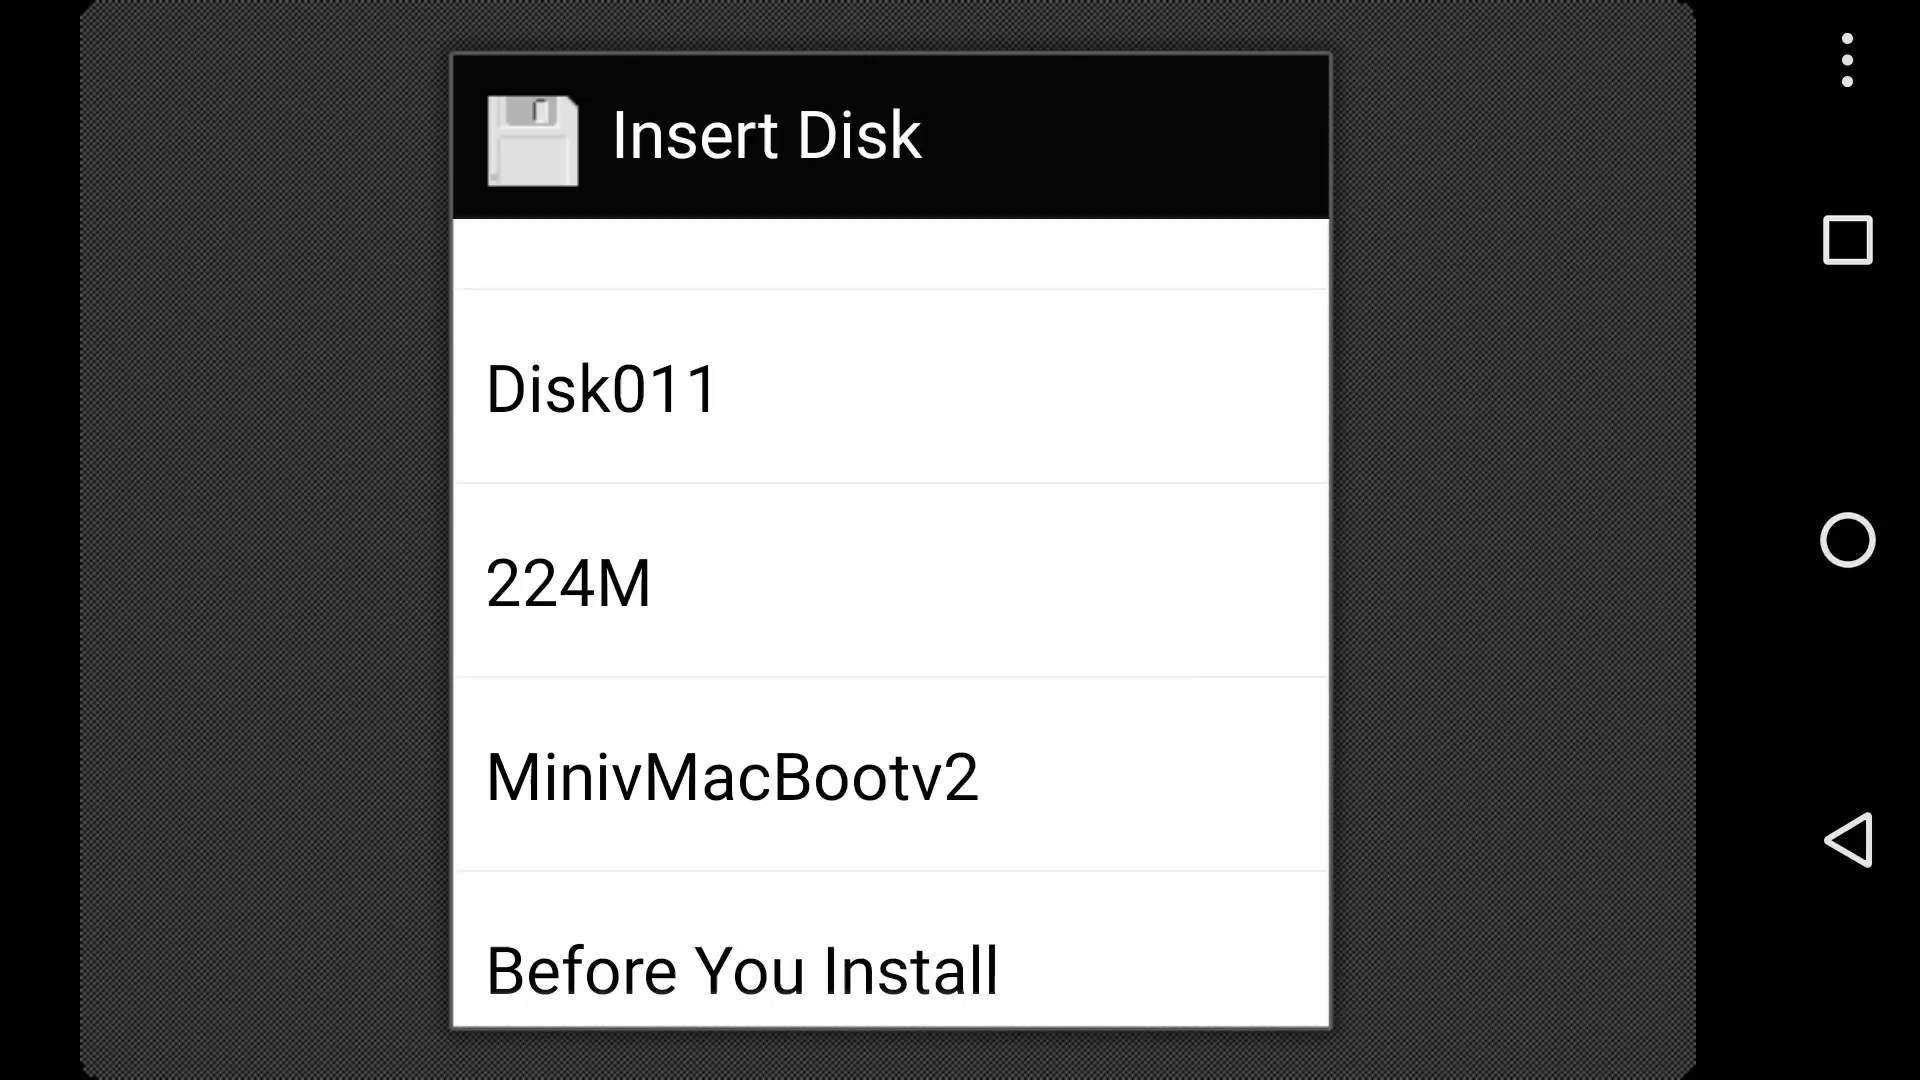 Insert Disk
Disk011
224M
MinivMacBootv2
Before You Install